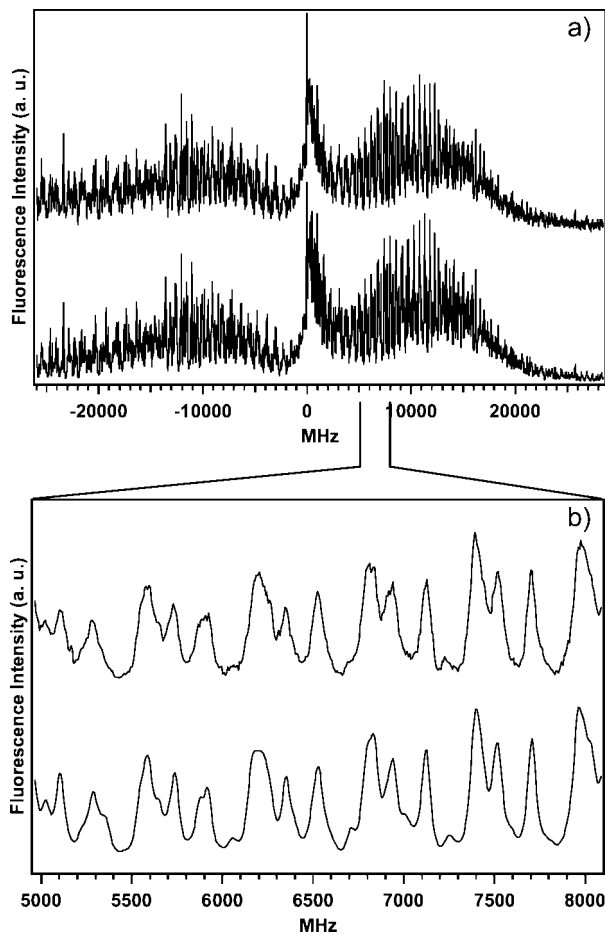 a)
Fluorescence Intensity (a. u.)
-20000 -10000 0 10000 20000
MHz
b)
Fluorescence Intensity (a. u.)
5000 5500 6000 6500 7000 7500 8000
MHz